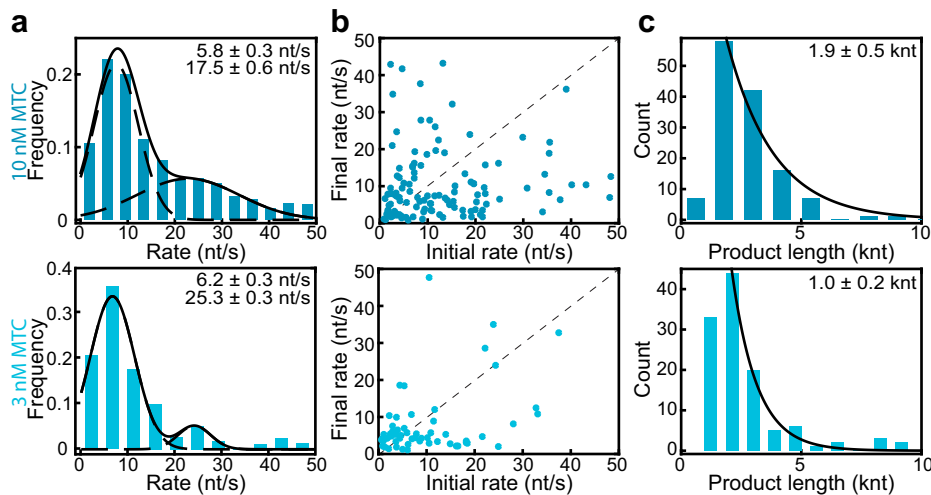 a
b
c
10 nM MTC
Frequency
0.2
0.1
0
0
10
20
30
40
50
Rate (nt/s)
5.8 ± 0.3 nt/s
17.5 ± 0.6 nt/s
Final rate (nt/s)
50
40
30
20
10
0
0
10
20
30
40
50
Initial rate (nt/s)
Count
50
40
30
20
10
0
0
5
10
Product length (knt)
1.9 ± 0.5 knt
3 nM MTC
Frequency
0.4
0.3
0.2
0.1
0
0
10
20
30
40
50
Rate (nt/s)
6.2 ± 0.3 nt/s
25.3 ± 0.3 nt/s
Final rate (nt/s)
50
40
30
20
10
0
0
10
20
30
40
50
Initial rate (nt/s)
Count
40
20
0
0
5
10
Product length (knt)
1.0 ± 0.2 knt